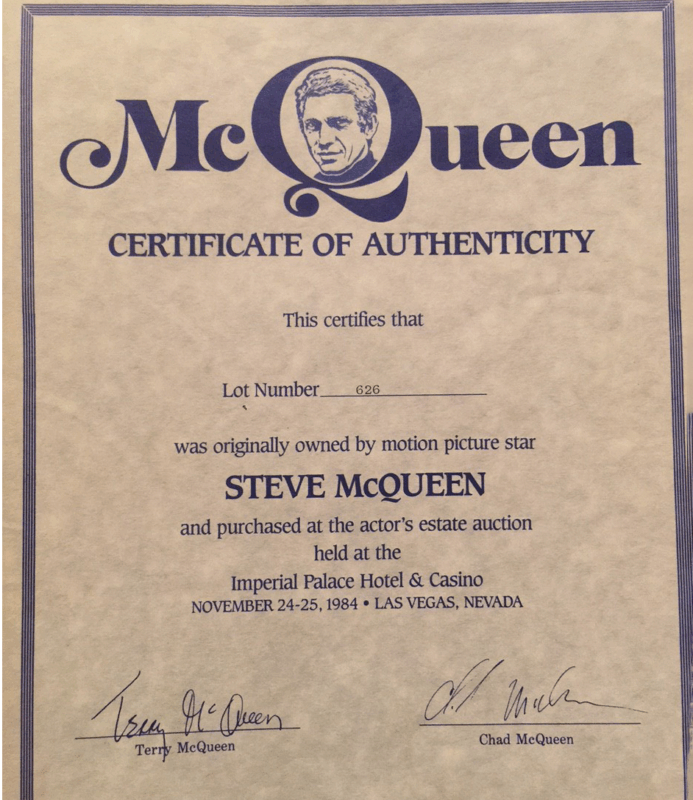 McQueen
CERTIFICATE OF AUTHENTICITY
This certifies that
Lot Number 626
was originally owned by motion picture star
STEVE McQUEEN
and purchased at the actor's estate auction
held at the
Imperial Palace Hotel & Casino
NOVEMBER 24-25, 1984 • LAS VEGAS, NEVADA
Terry McQueen
Chad McQueen
Terry McQueen
Chad McQueen